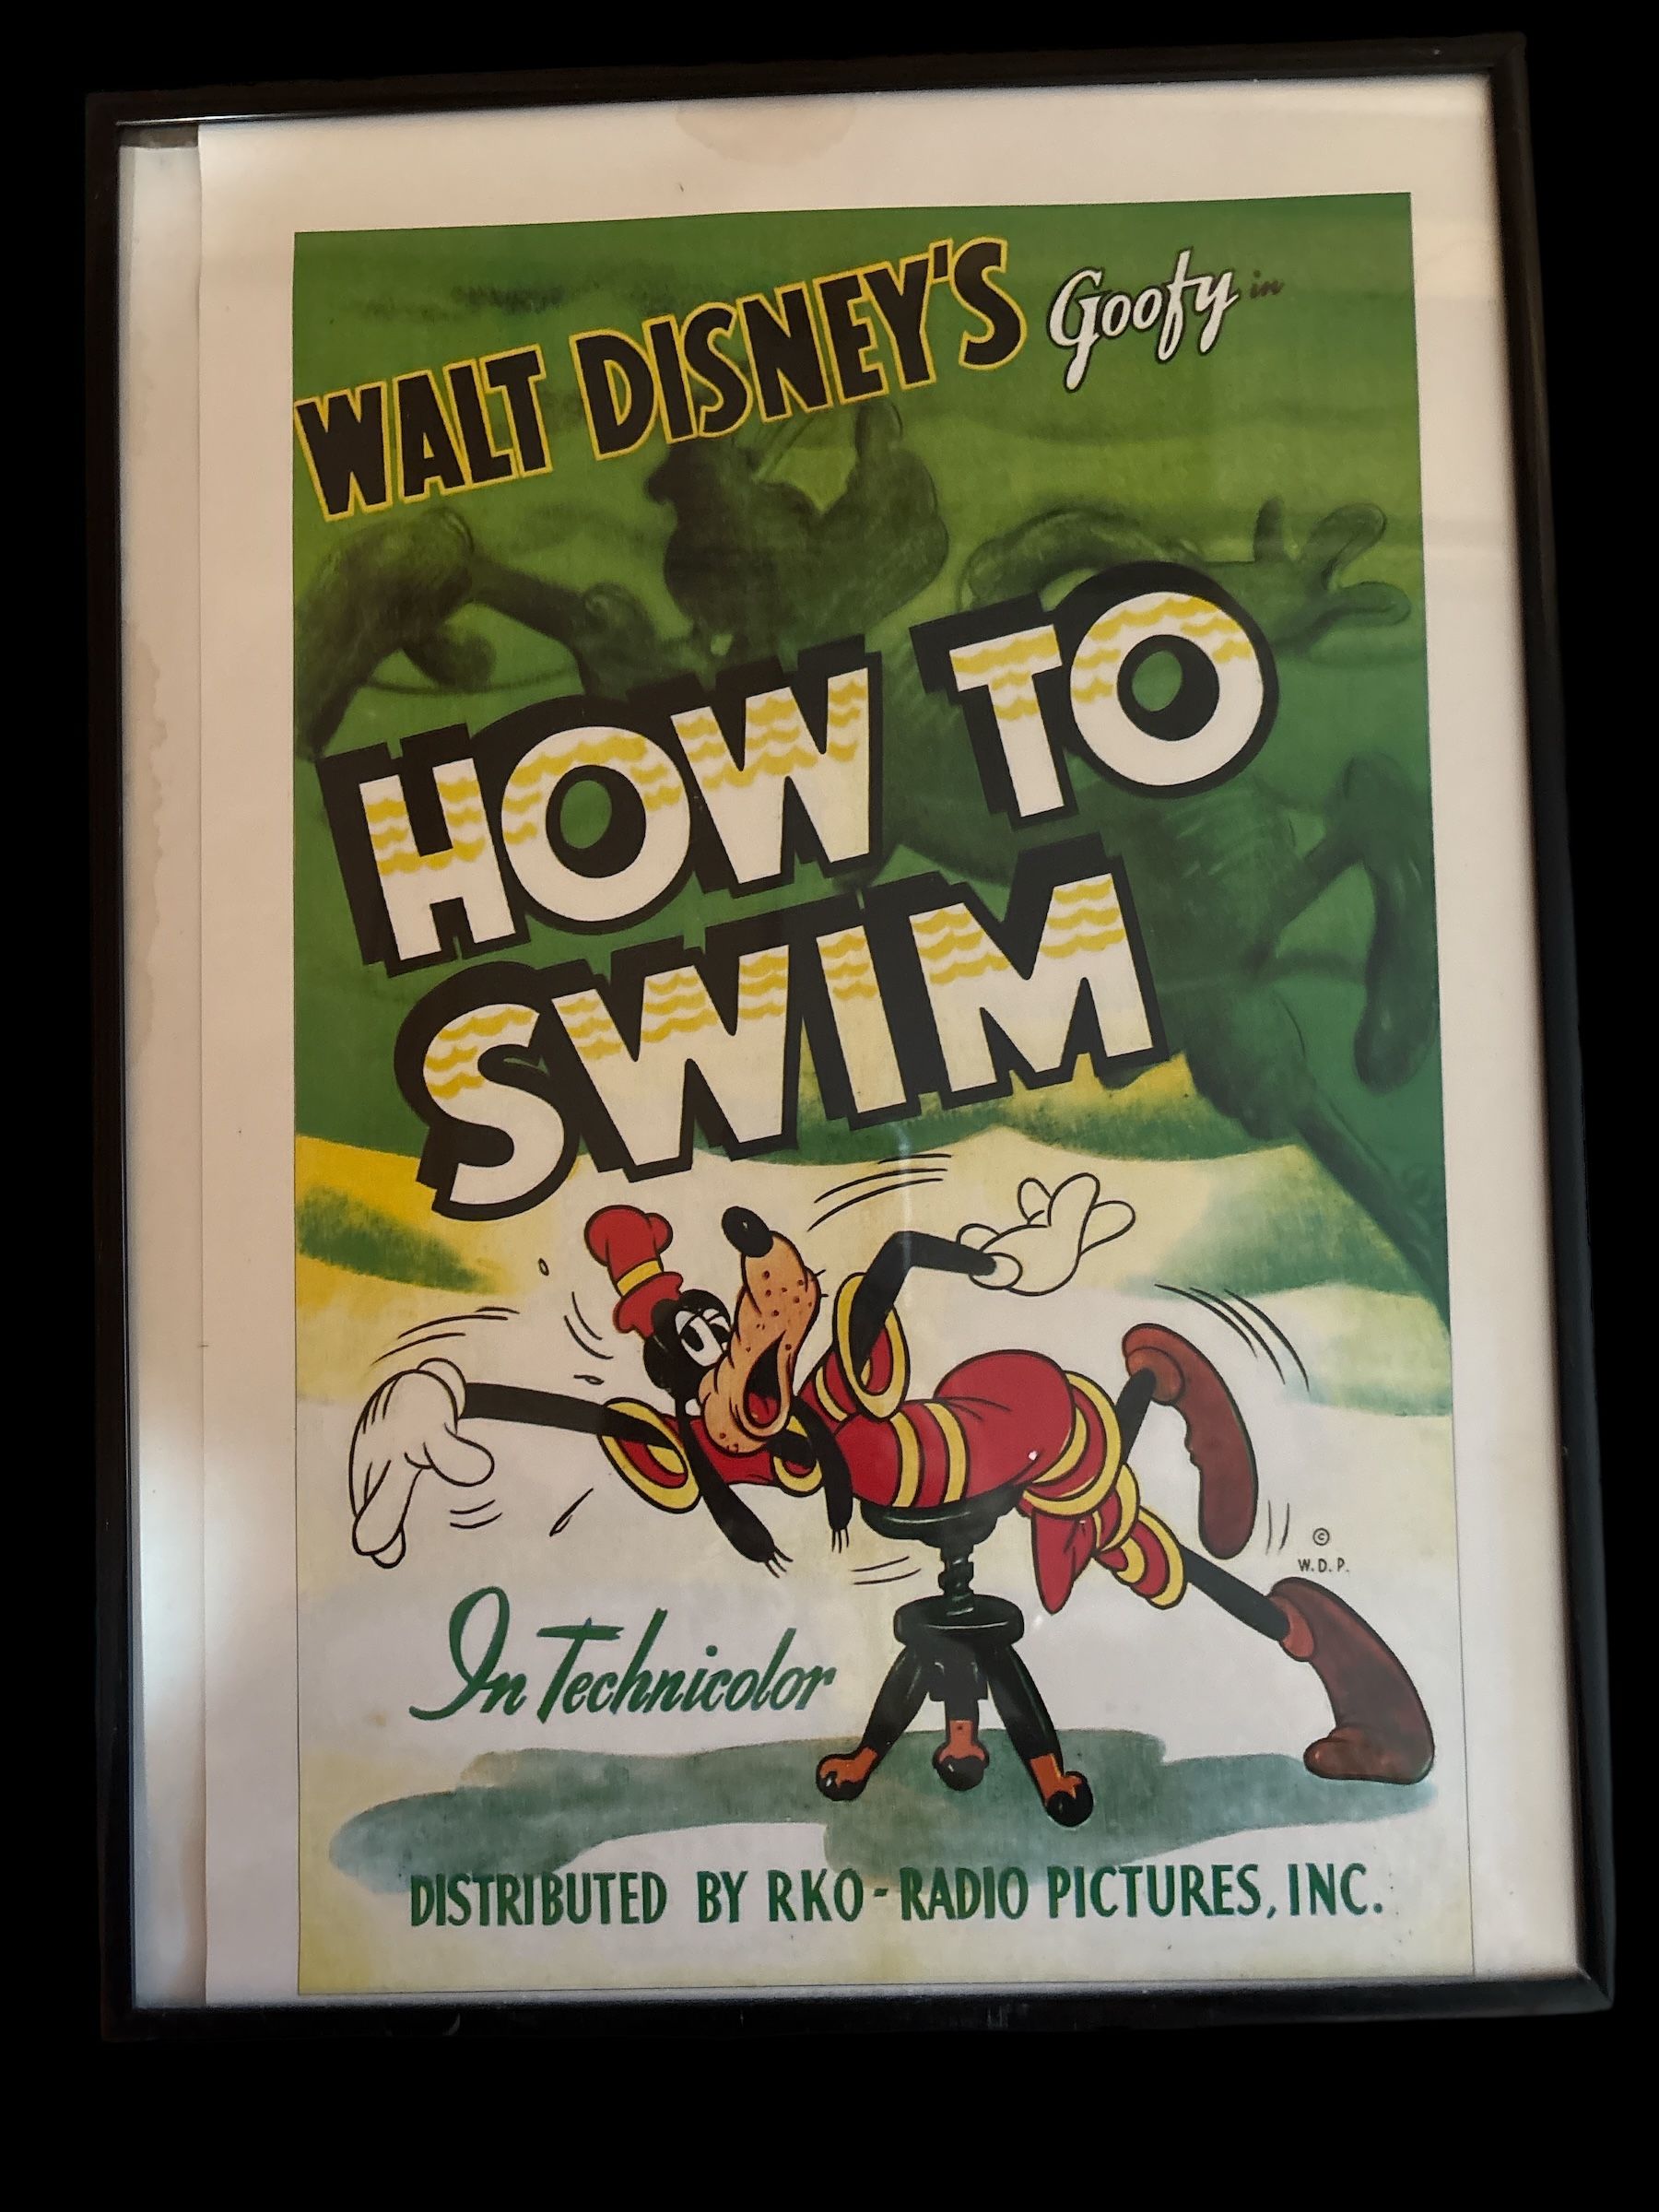 WALT DISNEY'S Goofy in
HOW TO
SWIM
©
W.D.P.
In Technicolor
DISTRIBUTED BY RKO-RADIO PICTURES, INC.